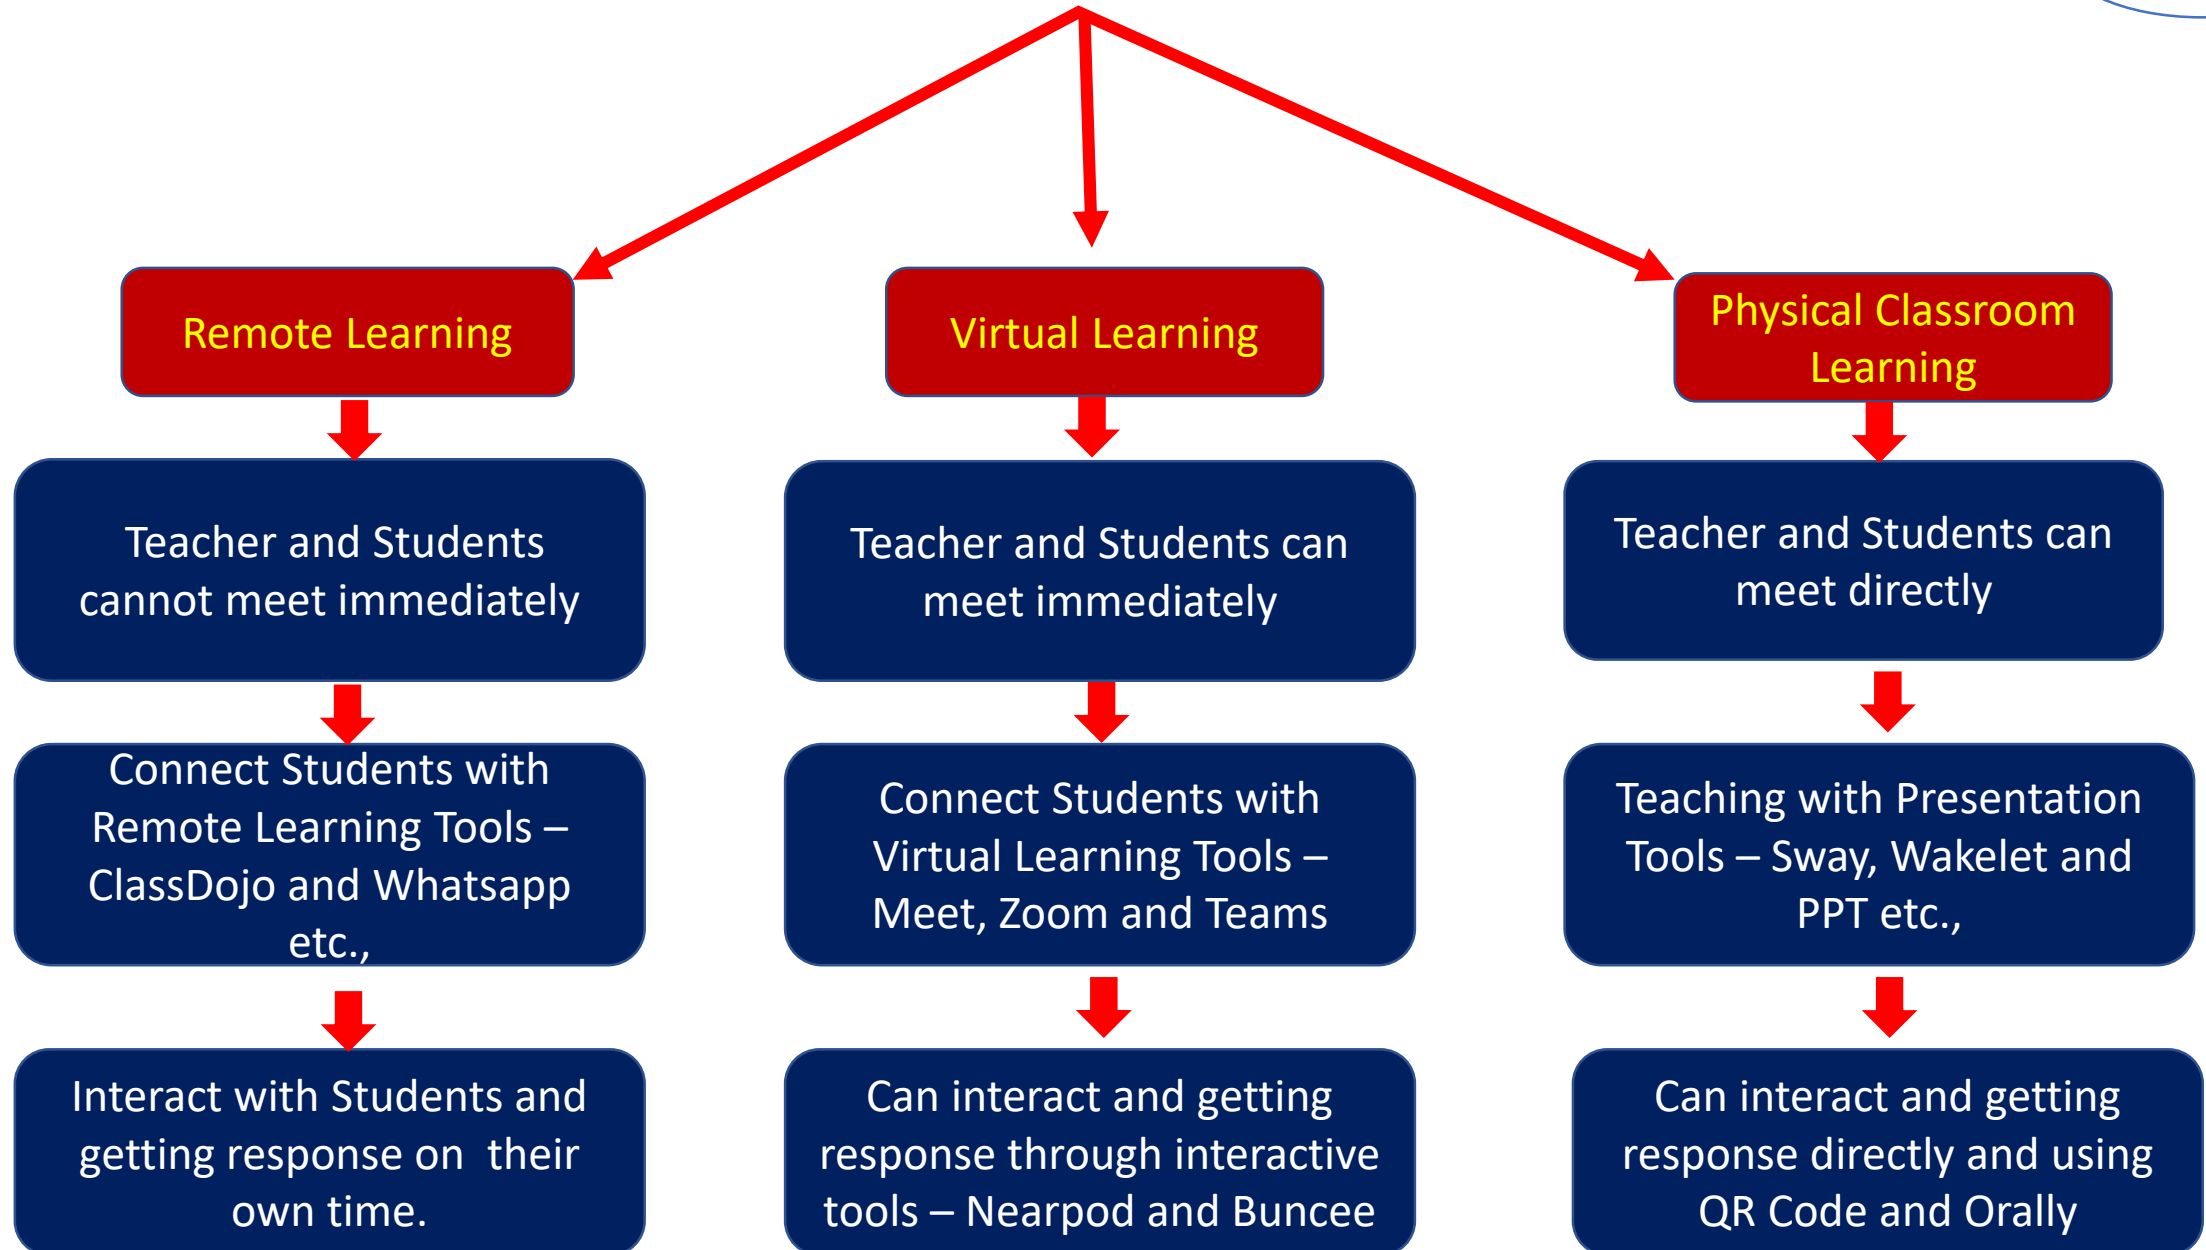 Remote Learning
Virtual Learning
Physical Classroom
Learning
Teacher and Students
cannot meet immediately
Teacher and Students can
meet immediately
Teacher and Students can
meet directly
Connect Students with
Remote Learning Tools –
ClassDojo and Whatsapp
etc.,
Connect Students with
Virtual Learning Tools –
Meet, Zoom and Teams
Teaching with Presentation
Tools – Sway, Wakelet and
PPT etc.,
Interact with Students and
getting response on  their
own time.
Can interact and getting
response through interactive
tools – Nearpod and Buncee
Can interact and getting
response directly and using
QR Code and Orally